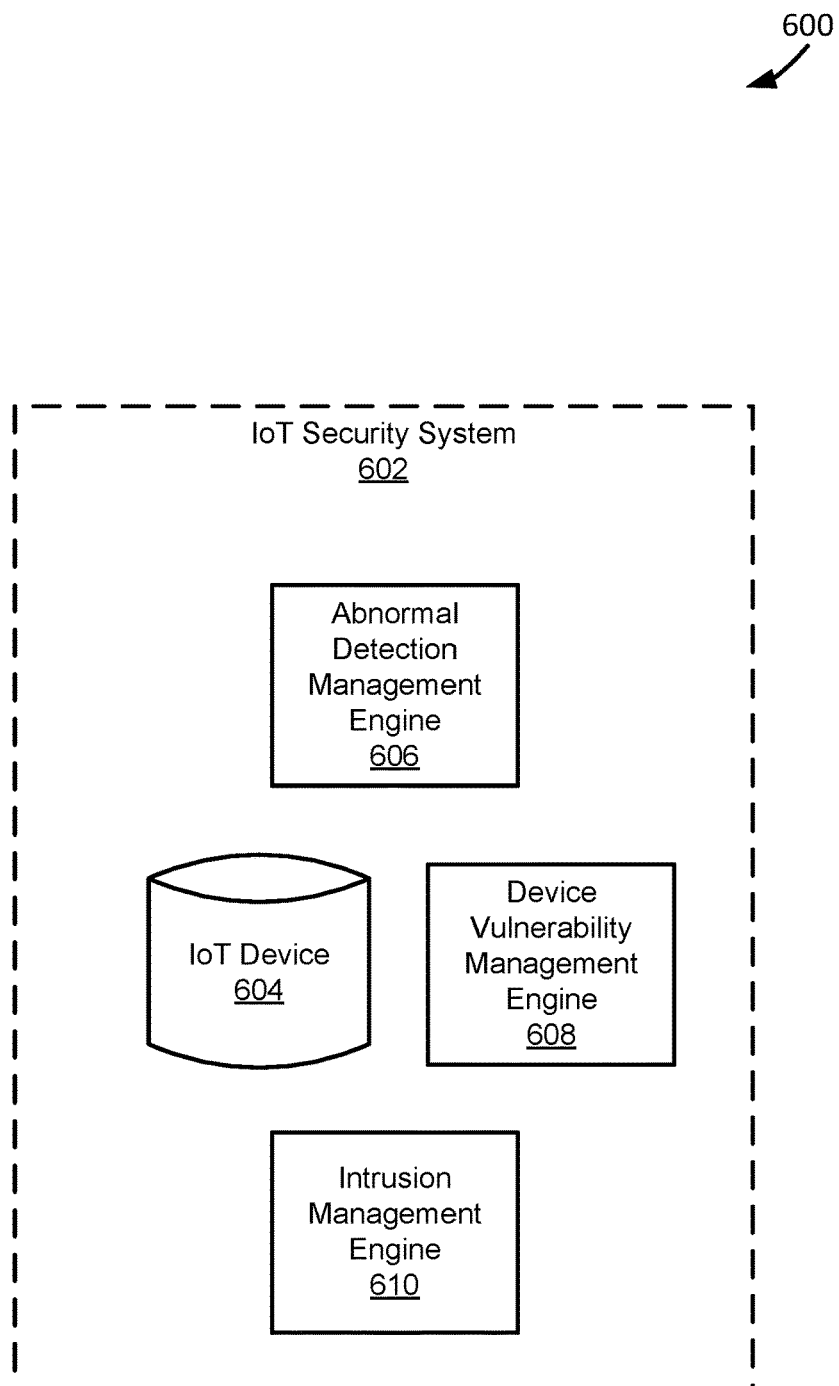 600
IoT Security System
602
Abnormal
Detection
Management
Engine
606
IoT Device
604
Device
Vulnerability
Management
Engine
608
Intrusion
Management
Engine
610